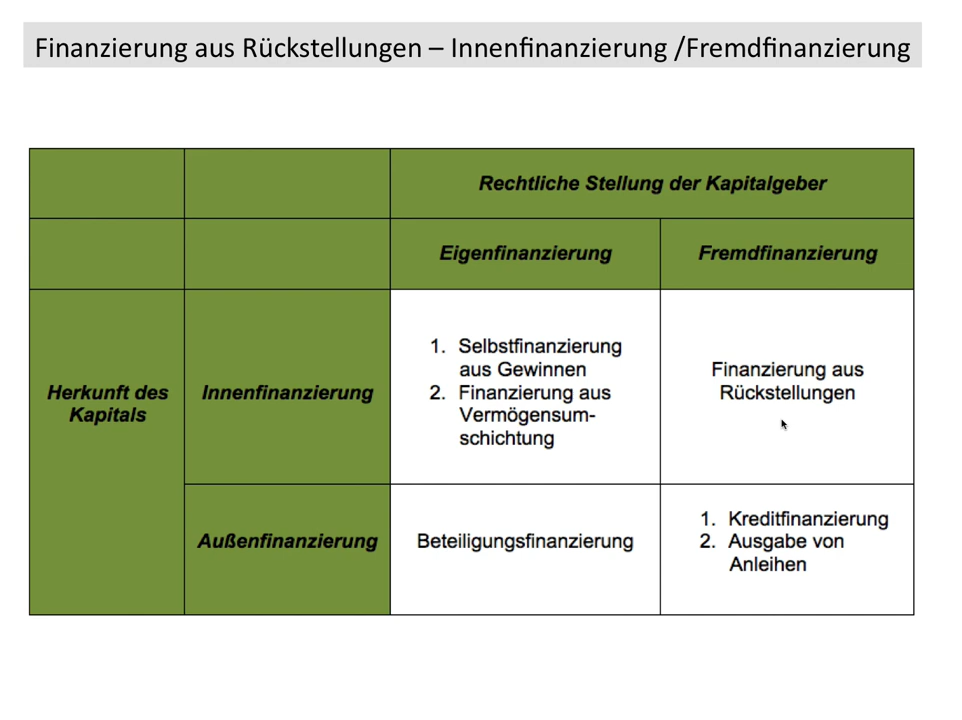 Finanzierung aus Rückstellungen – Innenfinanzierung /Fremdfinanzierung
Rechtliche Stellung der Kapitalgeber
Eigenfinanzierung
Fremdfinanzierung
Herkunft des
Kapitals
Innenfinanzierung
1. Selbstfinanzierung
aus Gewinnen
2. Finanzierung aus
Vermögensum-
schichtung
Finanzierung aus
Rückstellungen
Außenfinanzierung
Beteiligungsfinanzierung
1. Kreditfinanzierung
2. Ausgabe von
Anleihen